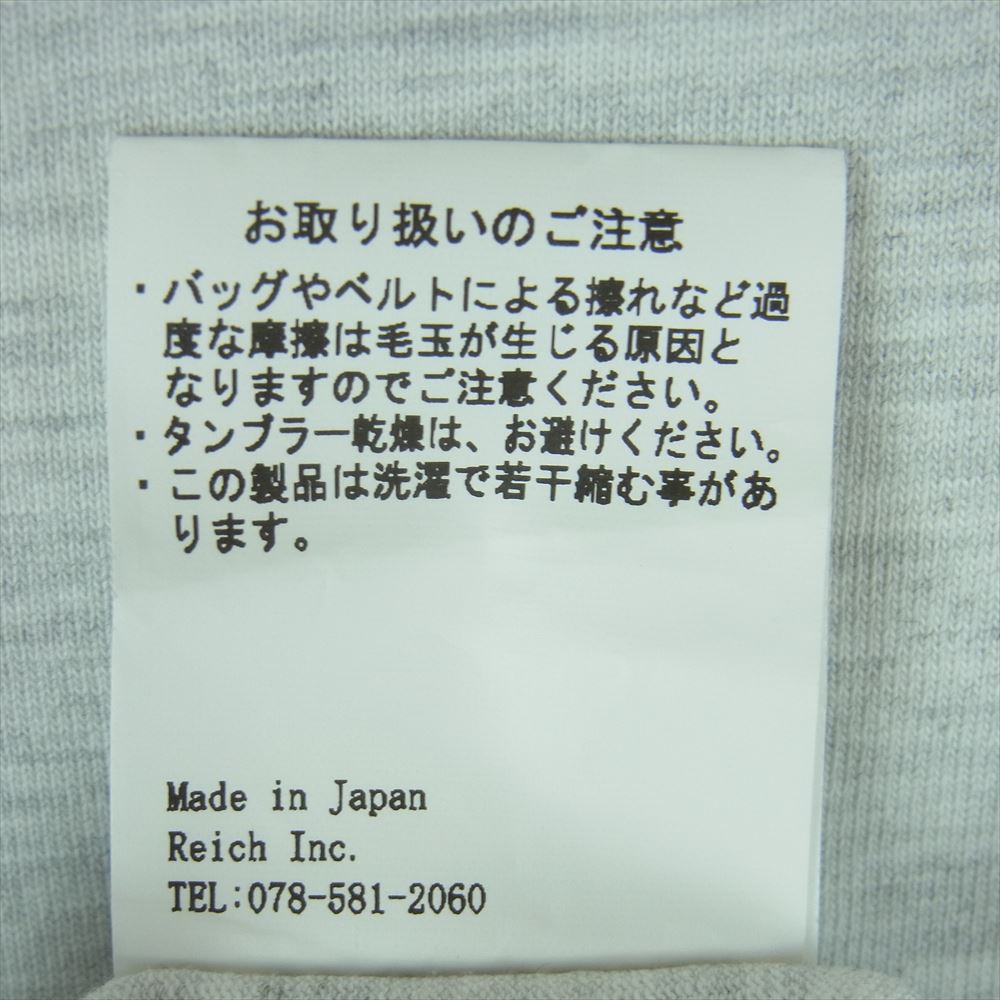 お取り扱いのご注意
・バッグやベルトによる擦れなど過
度な摩擦は毛玉が生じる原因と
なりますのでご注意ください。
・タンブラー乾燥は、お避けください。
・この製品は洗濯で若干縮む事があ
ります。
Made in Japan
Reich Inc.
TEL:078-581-2060